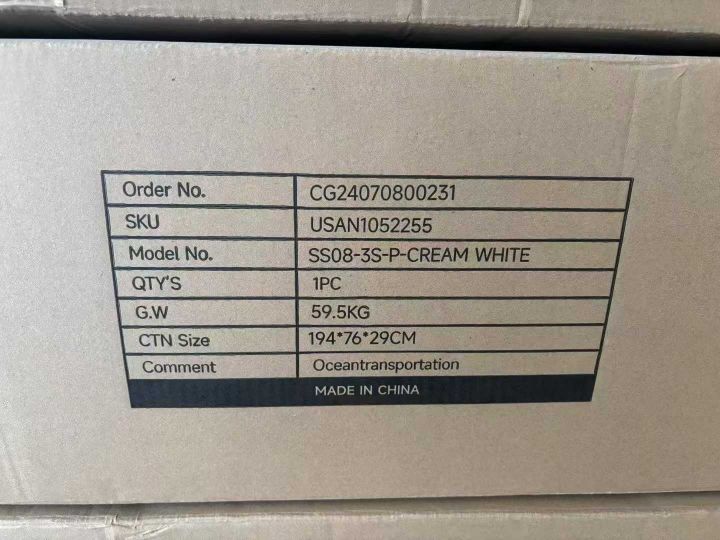 Order No. CG24070800231
SKU USAN1052255
Model No. SS08-3S-P-CREAM WHITE
QTY'S 1PC
G.W 59.5KG
CTN Size 194*76*29CM
Comment Oceantransportation
MADE IN CHINA